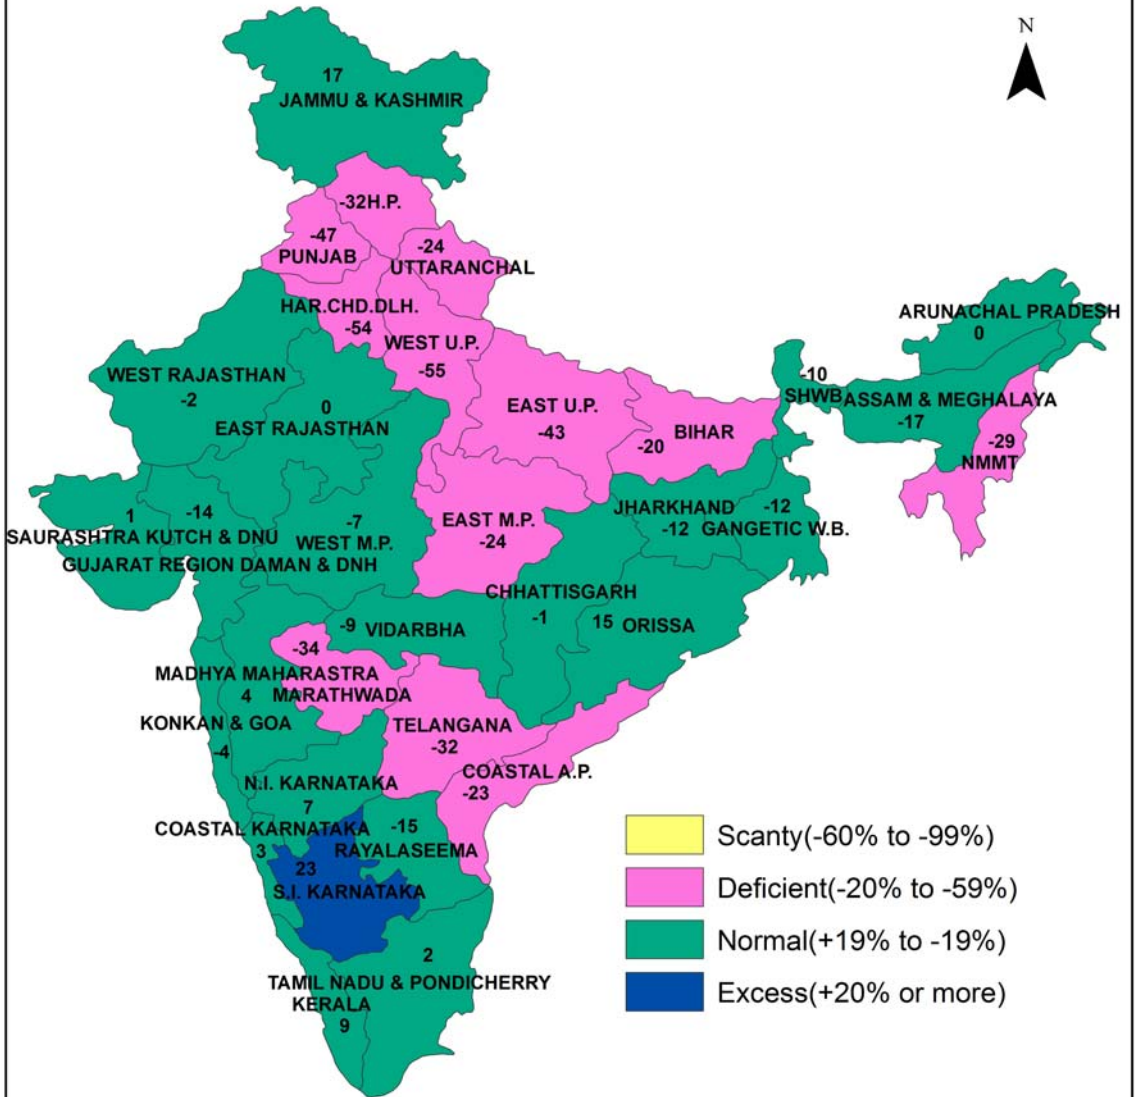 N
17
JAMMU & KASHMIR
-32H.P.
-47
PUNJAB
-24
UTTARANCHAL
HAR.CHD.DLH.
-54
WEST U.P.
-55
ARUNACHAL PRADESH
0
WEST RAJASTHAN
-2
0
EAST RAJASTHAN
EAST U.P.
-43
BIHAR
-20
-10
SHWB
ASSAM & MEGHALAYA
-17
-29
NMMT
1
SAURASHTRA KUTCH & DNU
-14
GUJARAT REGION DAMAN & DNH
-7
WEST M.P.
EAST M.P.
-24
JHARKHAND
-12
-12
GANGETIC W.B.
CHHATTISGARH
-1
15 ORISSA
-9 VIDARBHA
-34
MADHYA MAHARASTRA
4
MARATHWADA
KONKAN & GOA
-4
TELANGANA
-32
COASTAL A.P.
-23
N.I. KARNATAKA
7
COASTAL KARNATAKA
3
-15
RAYALASEEMA
23
S.I. KARNATAKA
2
TAMIL NADU & PONDICHERRY
KERALA
9
Scanty(-60% to -99%)
Deficient(-20% to -59%)
Normal(+19% to -19%)
Excess(+20% or more)